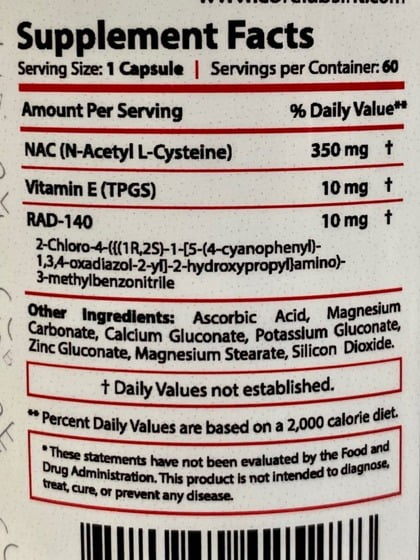 Supplement Facts
Serving Size: 1 Capsule | Servings per Container: 60
Amount Per Serving % Daily Value**
NAC (N-Acetyl L-Cysteine) 350 mg †
Vitamin E (TPGS) 10 mg †
RAD-140 10 mg †
2-Chloro-4-({(1R,2S)-1-[5-(4-cyanophenyl)-
1,3,4-oxadiazol-2-yl]-2-hydroxypropyl}amino)-
3-methylbenzonitrile
Other Ingredients: Ascorbic Acid, Magnesium
Carbonate, Calcium Gluconate, Potassium Gluconate,
Zinc Gluconate, Magnesium Stearate, Silicon Dioxide.
† Daily Values not established.
** Percent Daily Values are based on a 2,000 calorie diet.
* These statements have not been evaluated by the Food and
Drug Administration. This product is not intended to diagnose,
treat, cure, or prevent any disease.